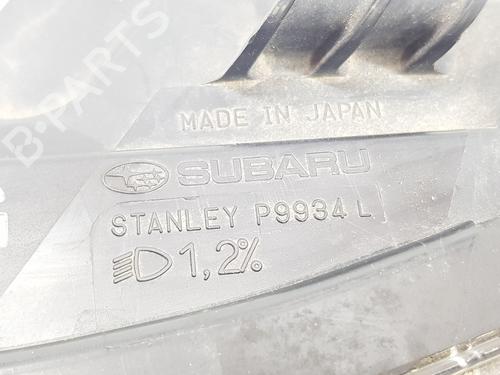 B-PARTS
MADE IN JAPAN
SUBARU
STANLEY P9934 L
1,2%